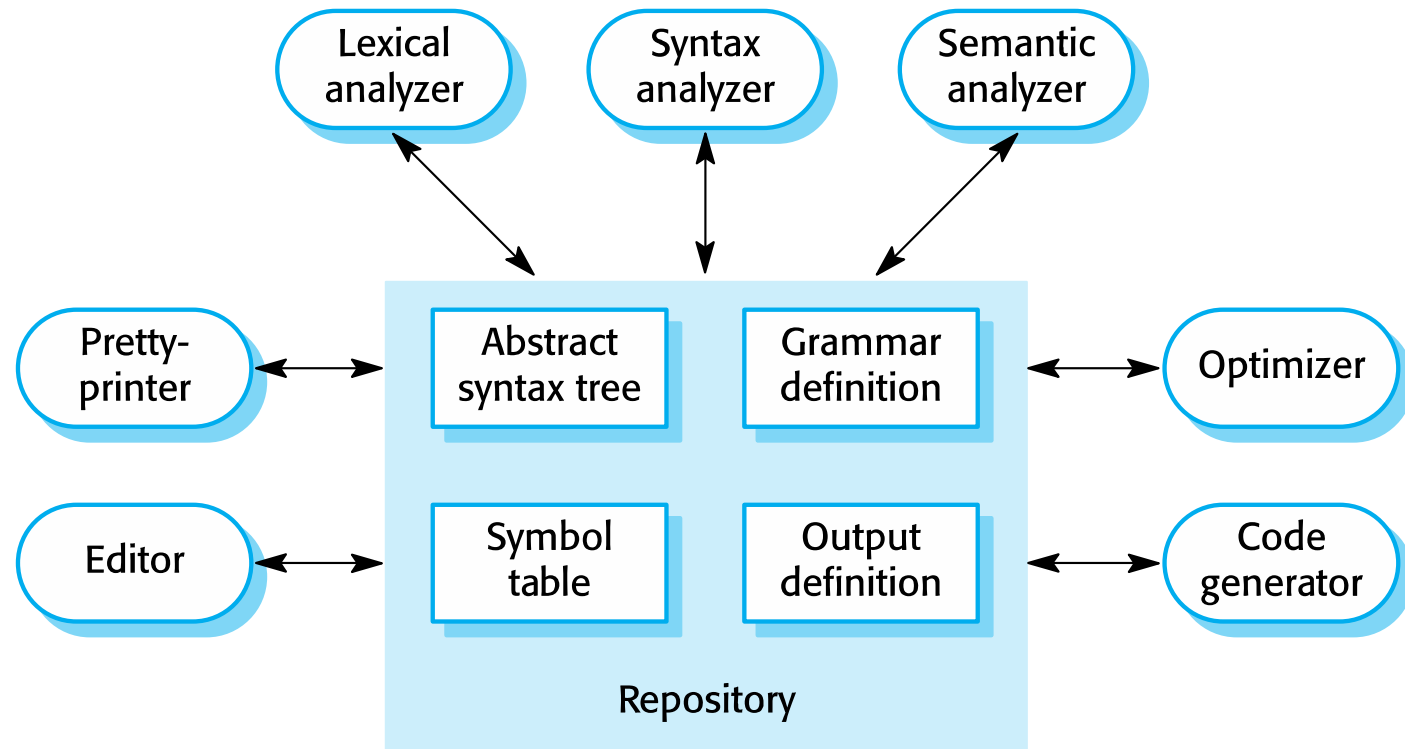 Lexical
analyzer
Syntax
analyzer
Semantic
analyzer
Pretty-
printer
Abstract
syntax tree
Grammar
definition
Optimizer
Editor
Symbol
table
Output
definition
Code
generator
Repository